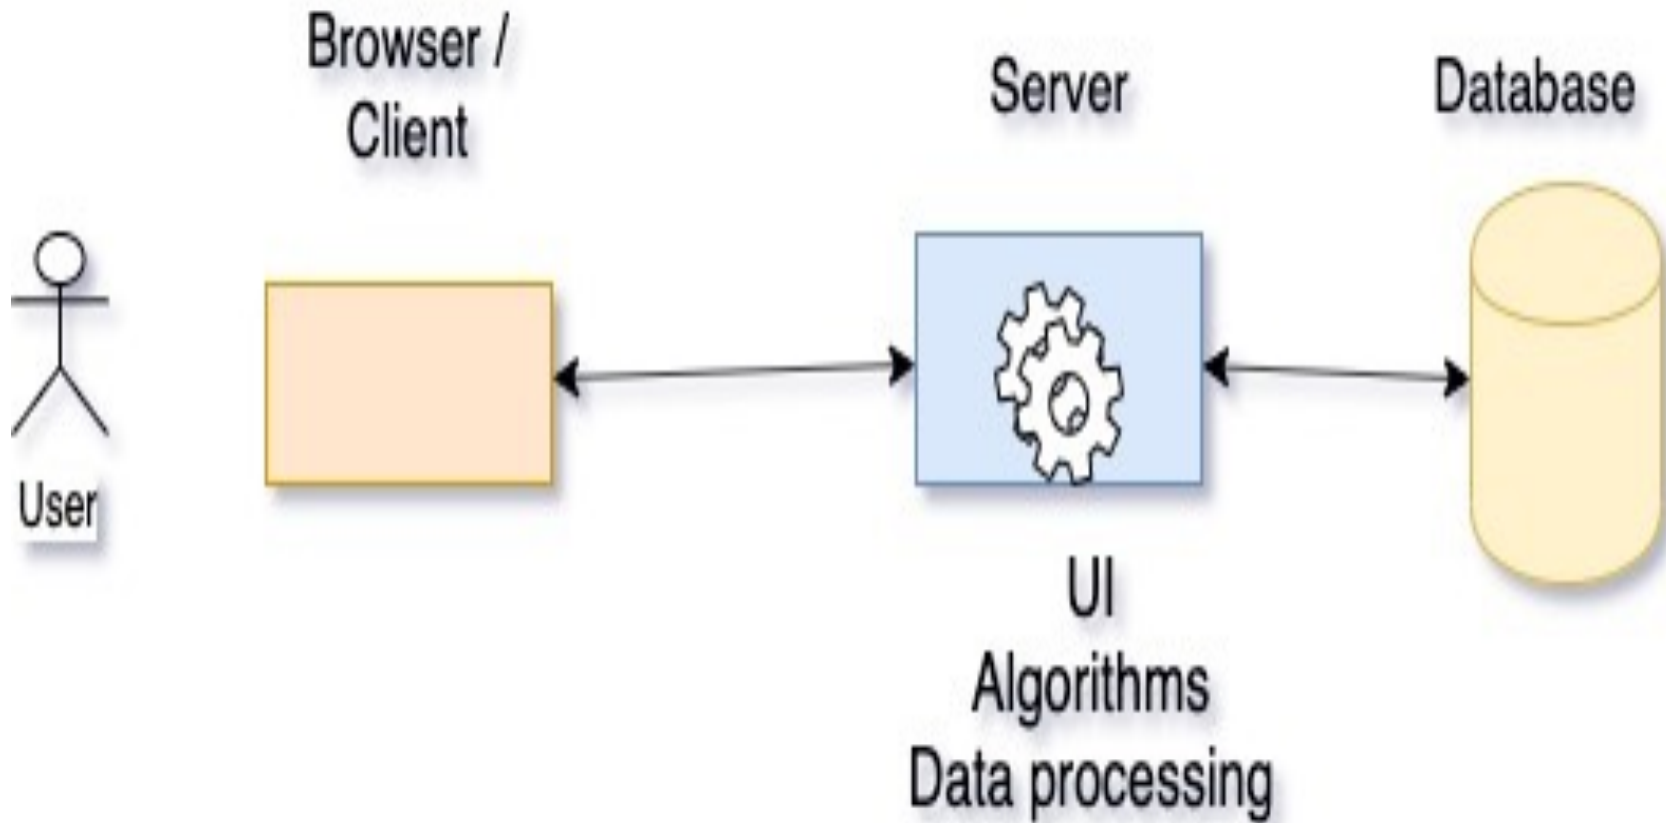 Browser /
Client
Server
Database
User
UI
Algorithms
Data processing